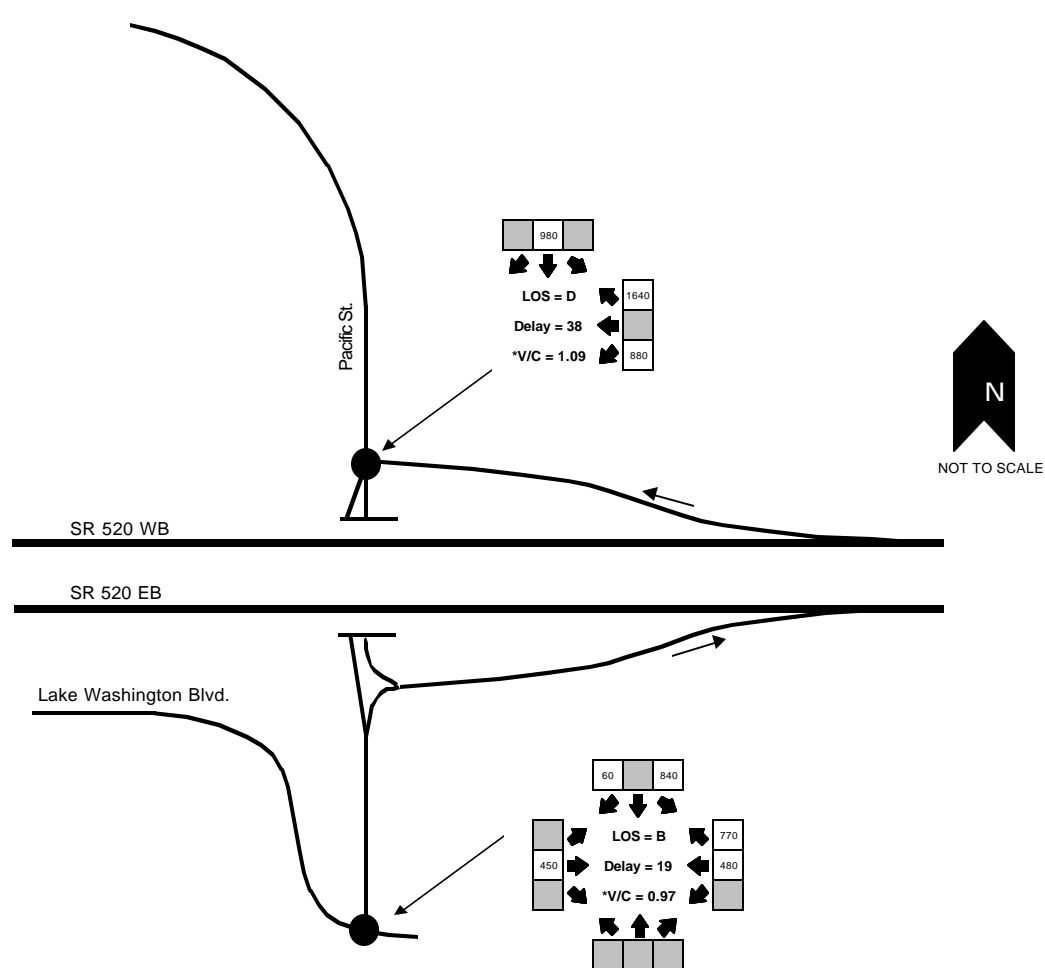 980
LOS = D
1640
Delay = 38
*V/C = 1.09
880
Pacific St.
N
NOT TO SCALE
SR 520 WB
SR 520 EB
Lake Washington Blvd.
60
840
LOS = B
770
450
Delay = 19
480
*V/C = 0.97